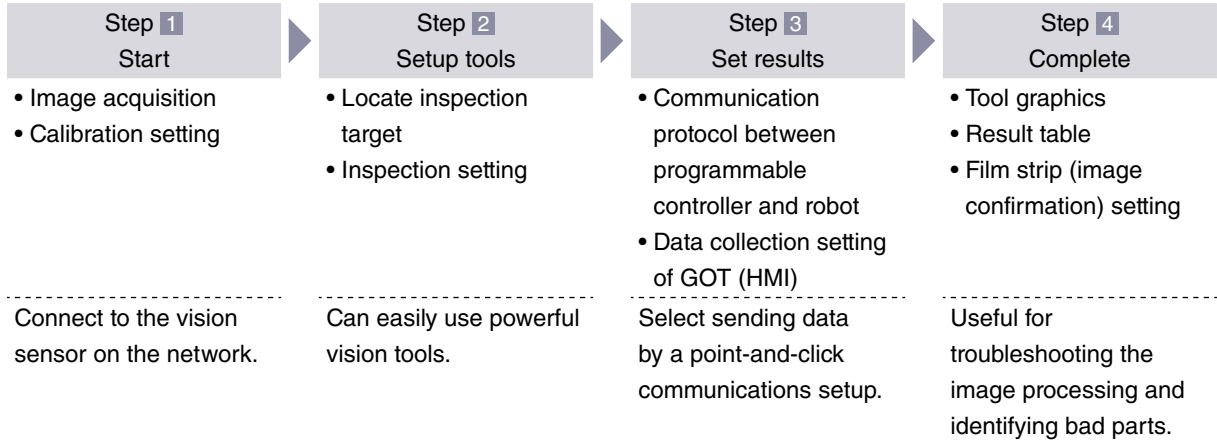 Step 1
Start
• Image acquisition
• Calibration setting
Connect to the vision
sensor on the network.
Step 2
Setup tools
• Locate inspection
target
• Inspection setting
Can easily use powerful
vision tools.
Step 3
Set results
• Communication
protocol between
programmable
controller and robot
• Data collection setting
of GOT (HMI)
Select sending data
by a point-and-click
communications setup.
Step 4
Complete
• Tool graphics
• Result table
• Film strip (image
confirmation) setting
Useful for
troubleshooting the
image processing and
identifying bad parts.